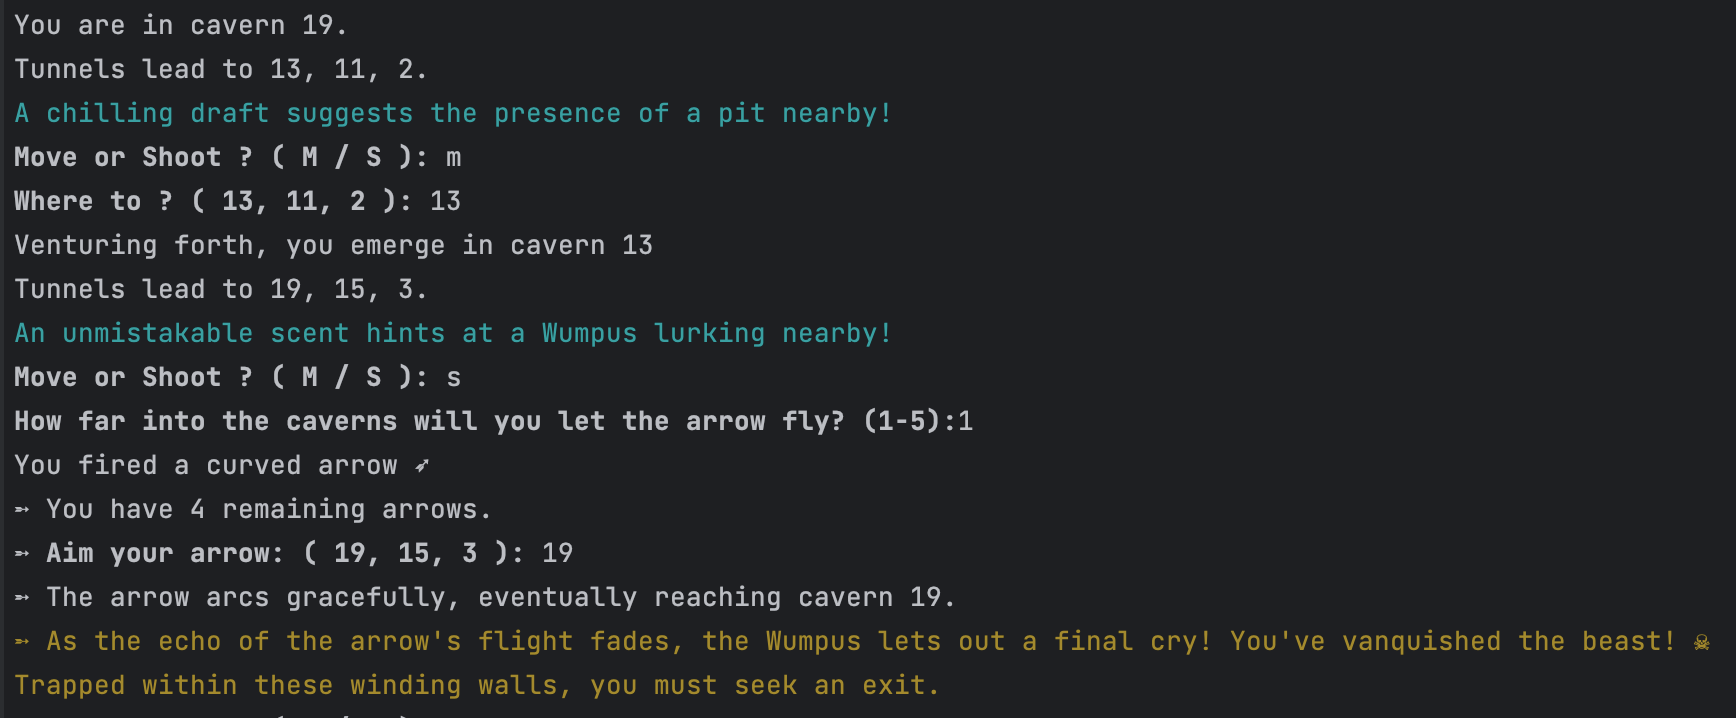 You are in cavern 19.
Tunnels lead to 13, 11, 2.
A chilling draft suggests the presence of a pit nearby!
Move or Shoot ? ( M / S ): m
Where to ? ( 13, 11, 2 ): 13
Venturing forth, you emerge in cavern 13
Tunnels lead to 19, 15, 3.
An unmistakable scent hints at a Wumpus lurking nearby!
Move or Shoot ? ( M / S ): s
How far into the caverns will you let the arrow fly? (1-5):1
You fired a curved arrow ➶
➵ You have 4 remaining arrows.
➵ Aim your arrow: ( 19, 15, 3 ): 19
➵ The arrow arcs gracefully, eventually reaching cavern 19.
➵ As the echo of the arrow's flight fades, the Wumpus lets out a final cry! You've vanquished the beast! ☠
Trapped within these winding walls, you must seek an exit.